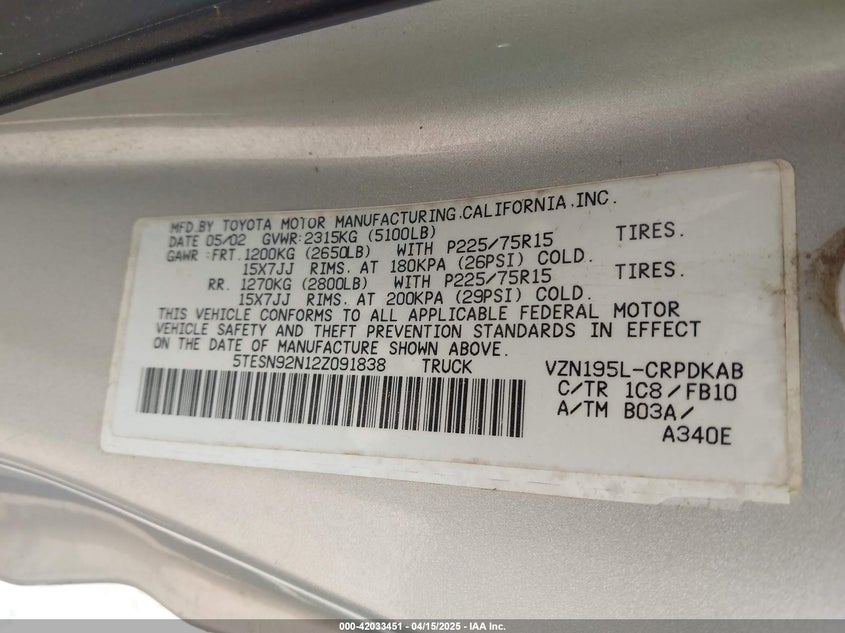 MFD.BY TOYOTA MOTOR MANUFACTURING,CALIFORNIA,INC.
DATE 05/02 GVWR:2315KG (5100LB)
GAWR :FRT.1200KG (2650LB) WITH P225/75R15 TIRES.
15X7JJ RIMS. AT 180KPA (26PSI) COLD.
RR. 1270KG (2800LB) WITH P225/75R15 TIRES.
15X7JJ RIMS. AT 200KPA (29PSI) COLD.
THIS VEHICLE CONFORMS TO ALL APPLICABLE FEDERAL MOTOR
VEHICLE SAFETY AND THEFT PREVENTION STANDARDS IN EFFECT
ON THE DATE OF MANUFACTURE SHOWN ABOVE.
5TESN92N12Z091838 TRUCK VZN195L-CRPDKAB
C/TR 1C8/FB10
A/TM B03A/
A340E
000-42033451 - 04/15/2025 - IAA Inc.